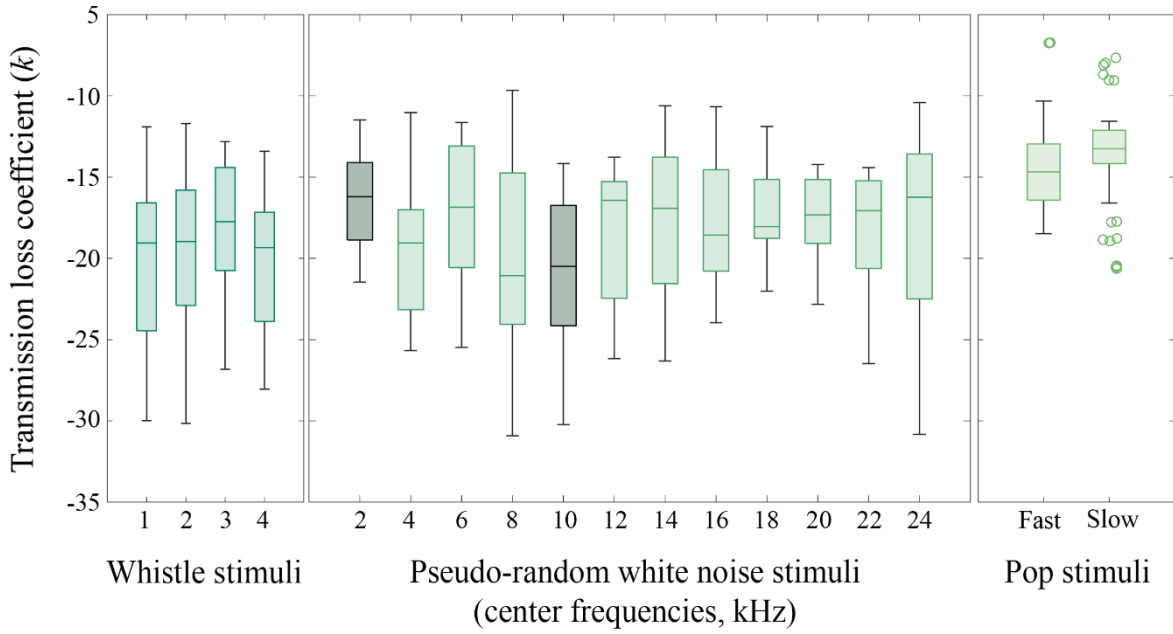 Transmission loss coefficient (k)
5
-10
-15
-20
-25
-30
-35
1 2 3 4
2 4 6 8 10 12 14 16 18 20 22 24
Fast Slow
Whistle stimuli
Pseudo-random white noise stimuli
(center frequencies, kHz)
Pop stimuli